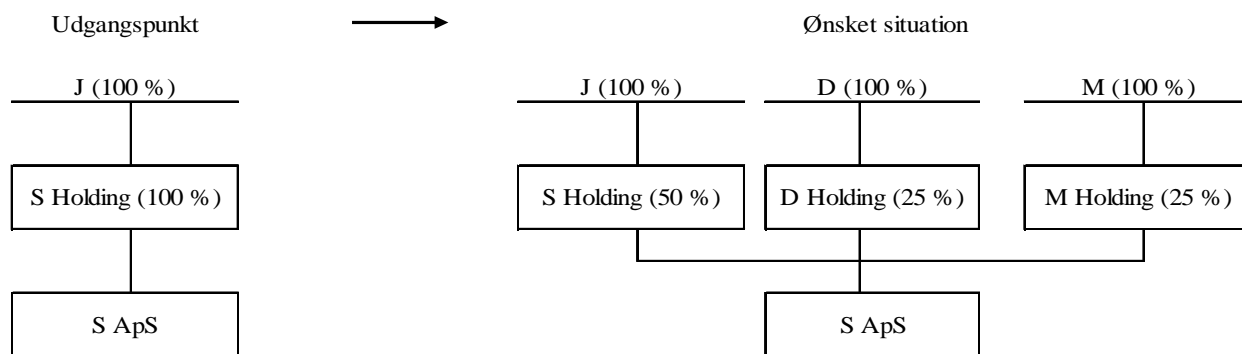 Udgangspunkt
Ønsket situation
J (100 %)
J (100 %)
D (100 %)
M (100 %)
S Holding (100 %)
S Holding (50 %)
D Holding (25 %)
M Holding (25 %)
S ApS
S ApS